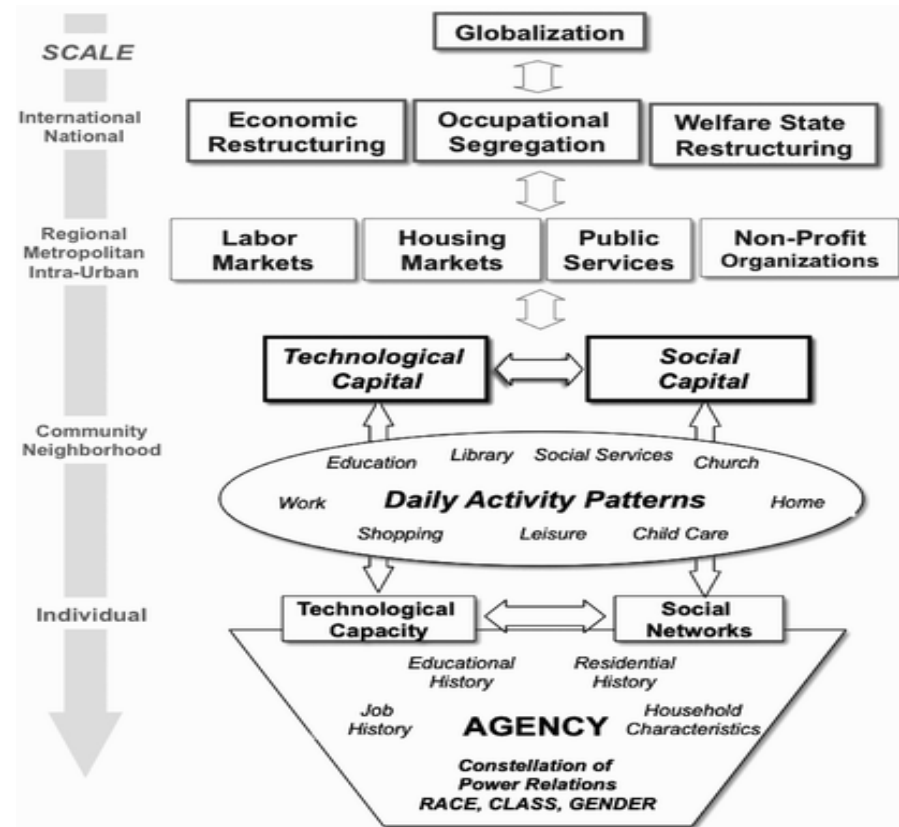 SCALE
Globalization
International
National
Economic
Restructuring
Occupational
Segregation
Welfare State
Restructuring
Regional
Metropolitan
Intra-Urban
Labor
Markets
Housing
Markets
Public
Services
Non-Profit
Organizations
Technological
Capital
Social
Capital
Community
Neighborhood
Education
Library
Social Services
Church
Work
Daily Activity Patterns
Home
Shopping
Leisure
Child Care
Individual
Technological
Capacity
Social
Networks
Educational
History
Residential
History
Job
History
AGENCY
Household
Characteristics
Constellation of
Power Relations
RACE, CLASS, GENDER